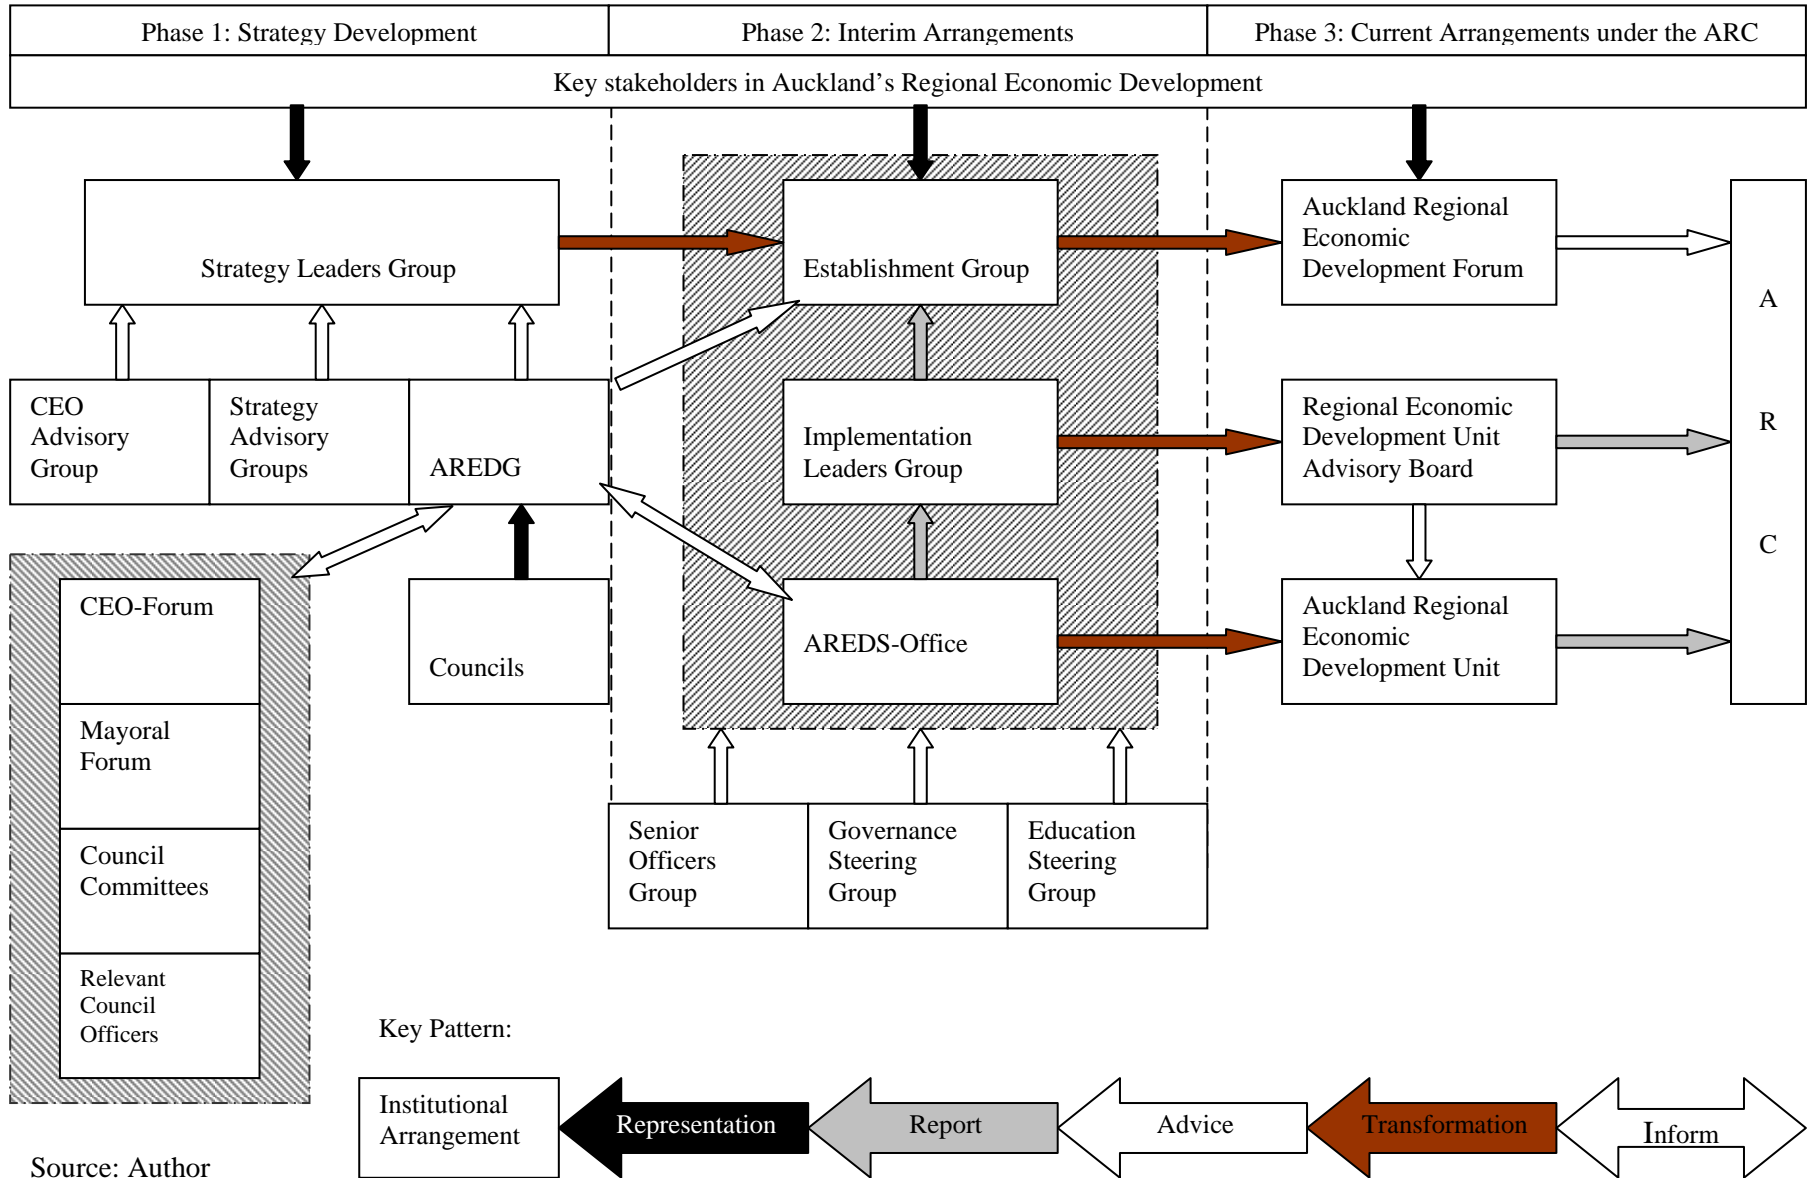 Phase 1: Strategy Development
Phase 2: Interim Arrangements
Phase 3: Current Arrangements under the ARC
Key stakeholders in Auckland’s Regional Economic Development
Strategy Leaders Group
Establishment Group
Auckland Regional
Economic
Development Forum
A
R
C
CEO
Advisory
Group
Strategy
Advisory
Groups
AREDG
Implementation
Leaders Group
Regional Economic
Development Unit
Advisory Board
CEO-Forum
Mayoral
Forum
Council
Committees
Relevant
Council
Officers
Councils
AREDS-Office
Auckland Regional
Economic
Development Unit
Senior
Officers
Group
Governance
Steering
Group
Education
Steering
Group
Key Pattern:
Institutional
Arrangement
Representation
Report
Advice
Transformation
Inform
Source: Author